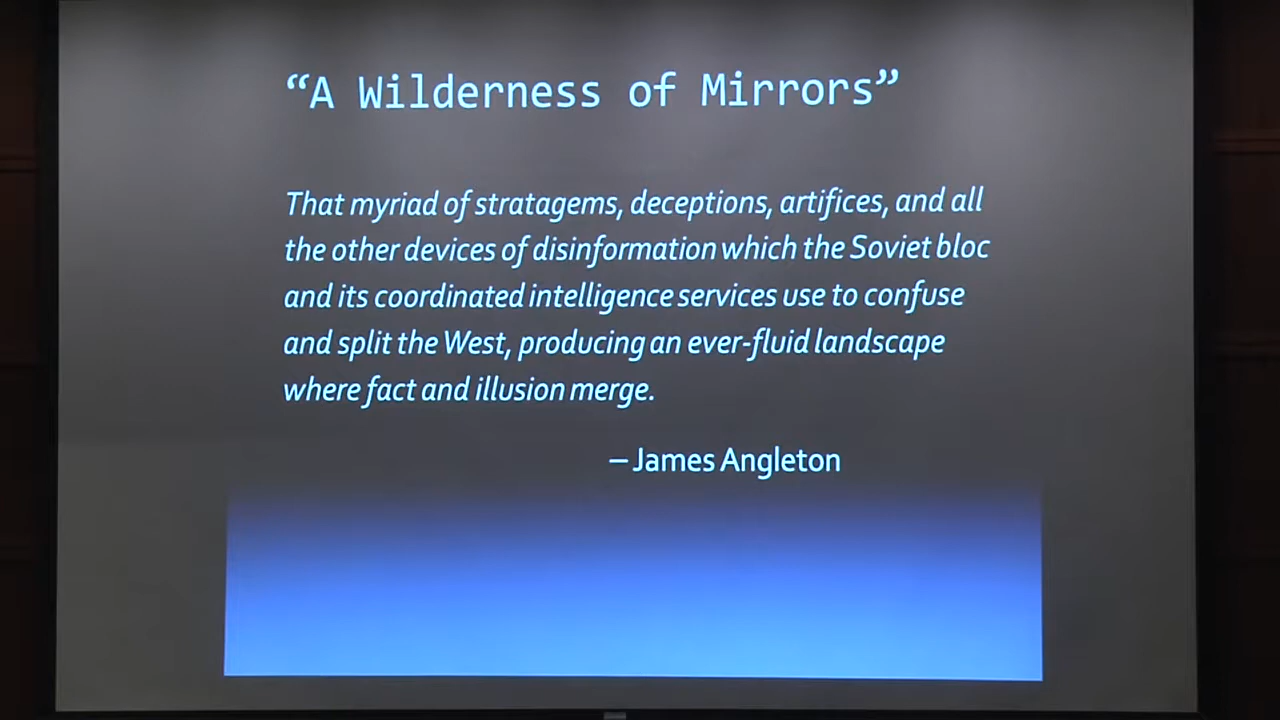 “A Wilderness of Mirrors”
That myriad of stratagems, deceptions, artifices, and all
the other devices of disinformation which the Soviet bloc
and its coordinated intelligence services use to confuse
and split the West, producing an ever-fluid landscape
where fact and illusion merge.
– James Angleton